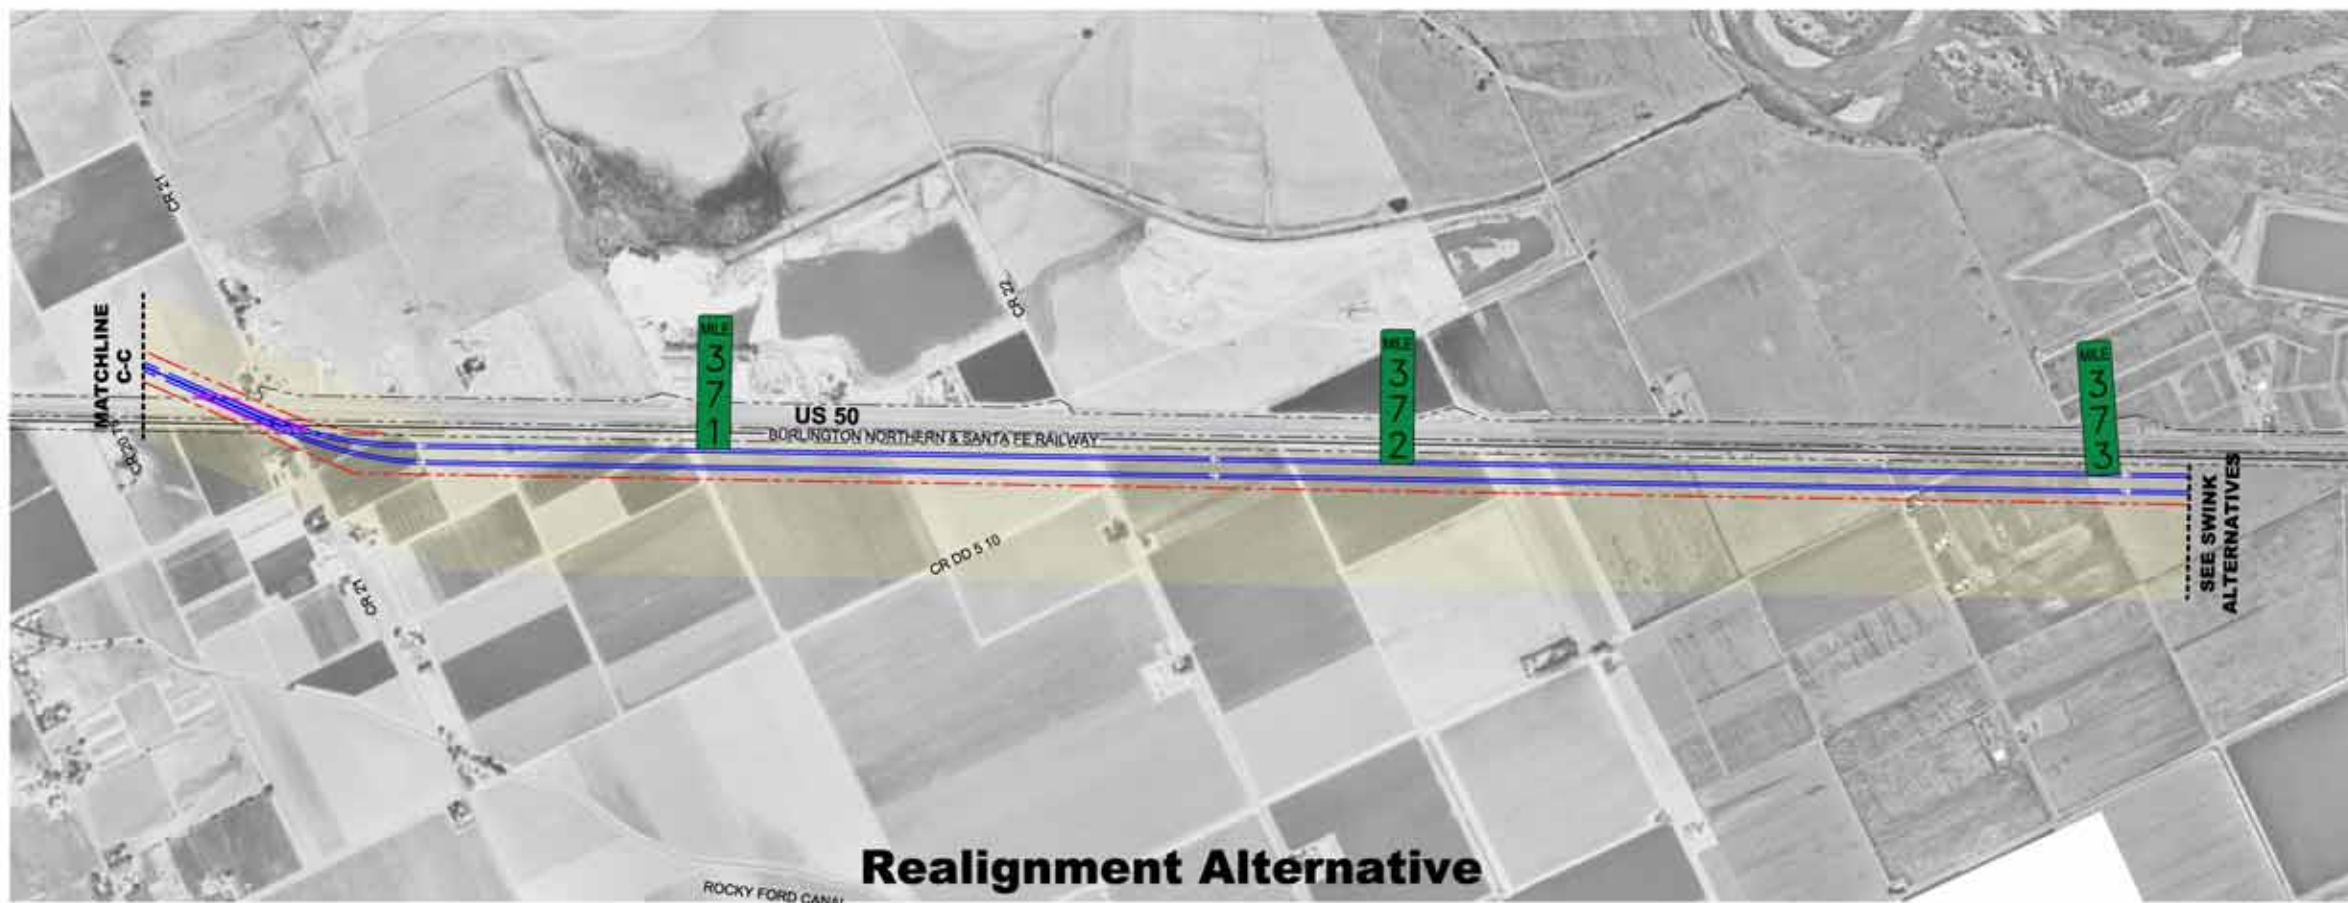 CR 21
MATCHLINE
C-C
CR 22
MILE
3
7
1
MILE
3
7
2
MILE
3
7
3
US 50
BURLINGTON NORTHERN & SANTA FE RAILWAY
CR DD 5 10
CR 21
SEE SWINK
ALTERNATIVES
Realignment Alternative
ROCKY FORD CANAL